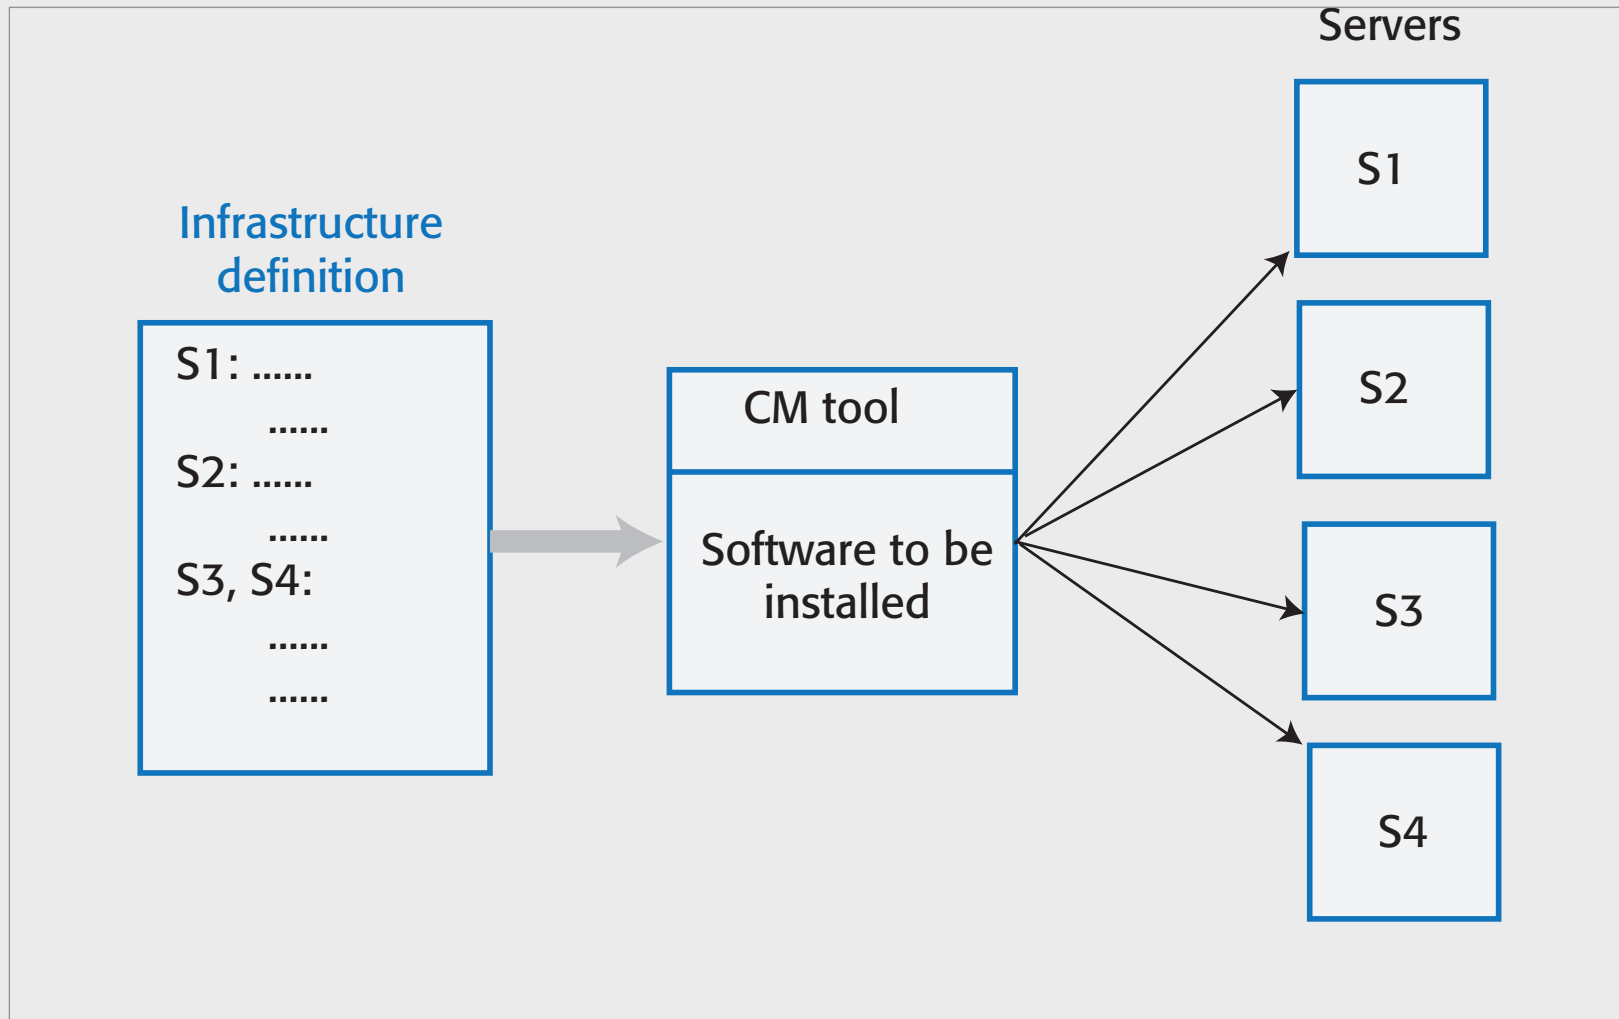 Infrastructure
definition
S1: ......
......
S2: ......
......
S3, S4:
......
......
CM tool
Software to be
installed
Servers
S1
S2
S3
S4